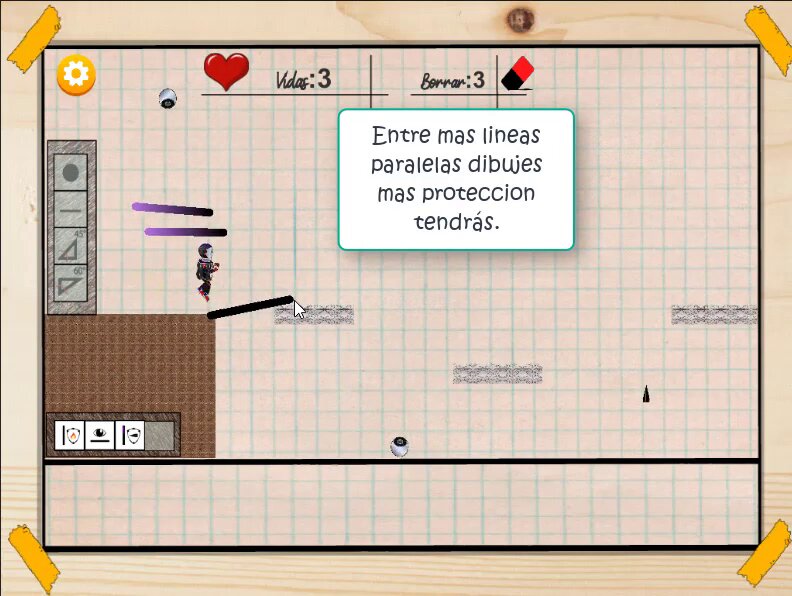 Vidas:3
Borrar:3
Entre mas lineas
paralelas dibujes
mas proteccion
tendrás.
45°
60°